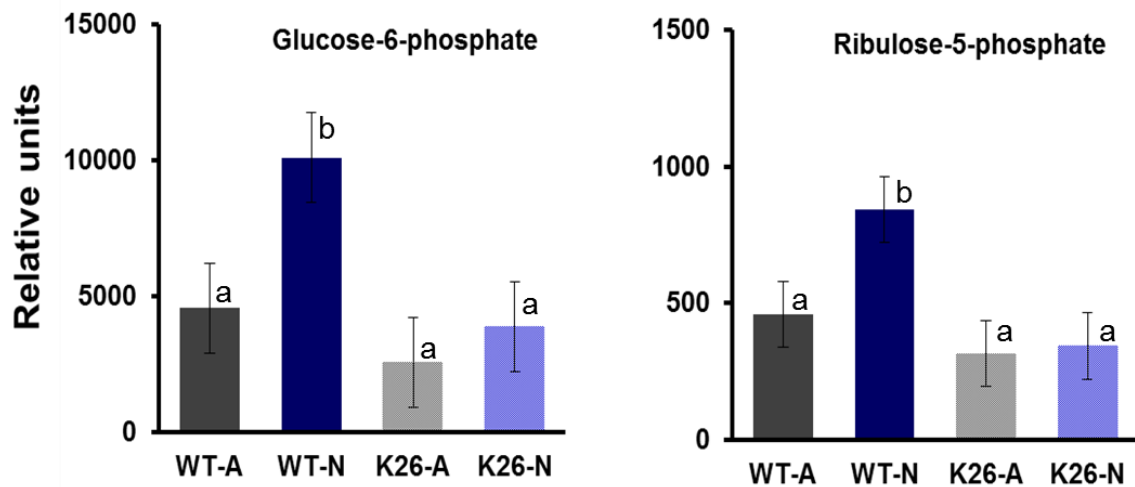 Relative units
Glucose-6-phosphate
15000
10000
5000
0
b
a
a
a
WT-A WT-N K26-A K26-N
Ribulose-5-phosphate
1500
1000
500
0
b
a
a
a
WT-A WT-N K26-A K26-N